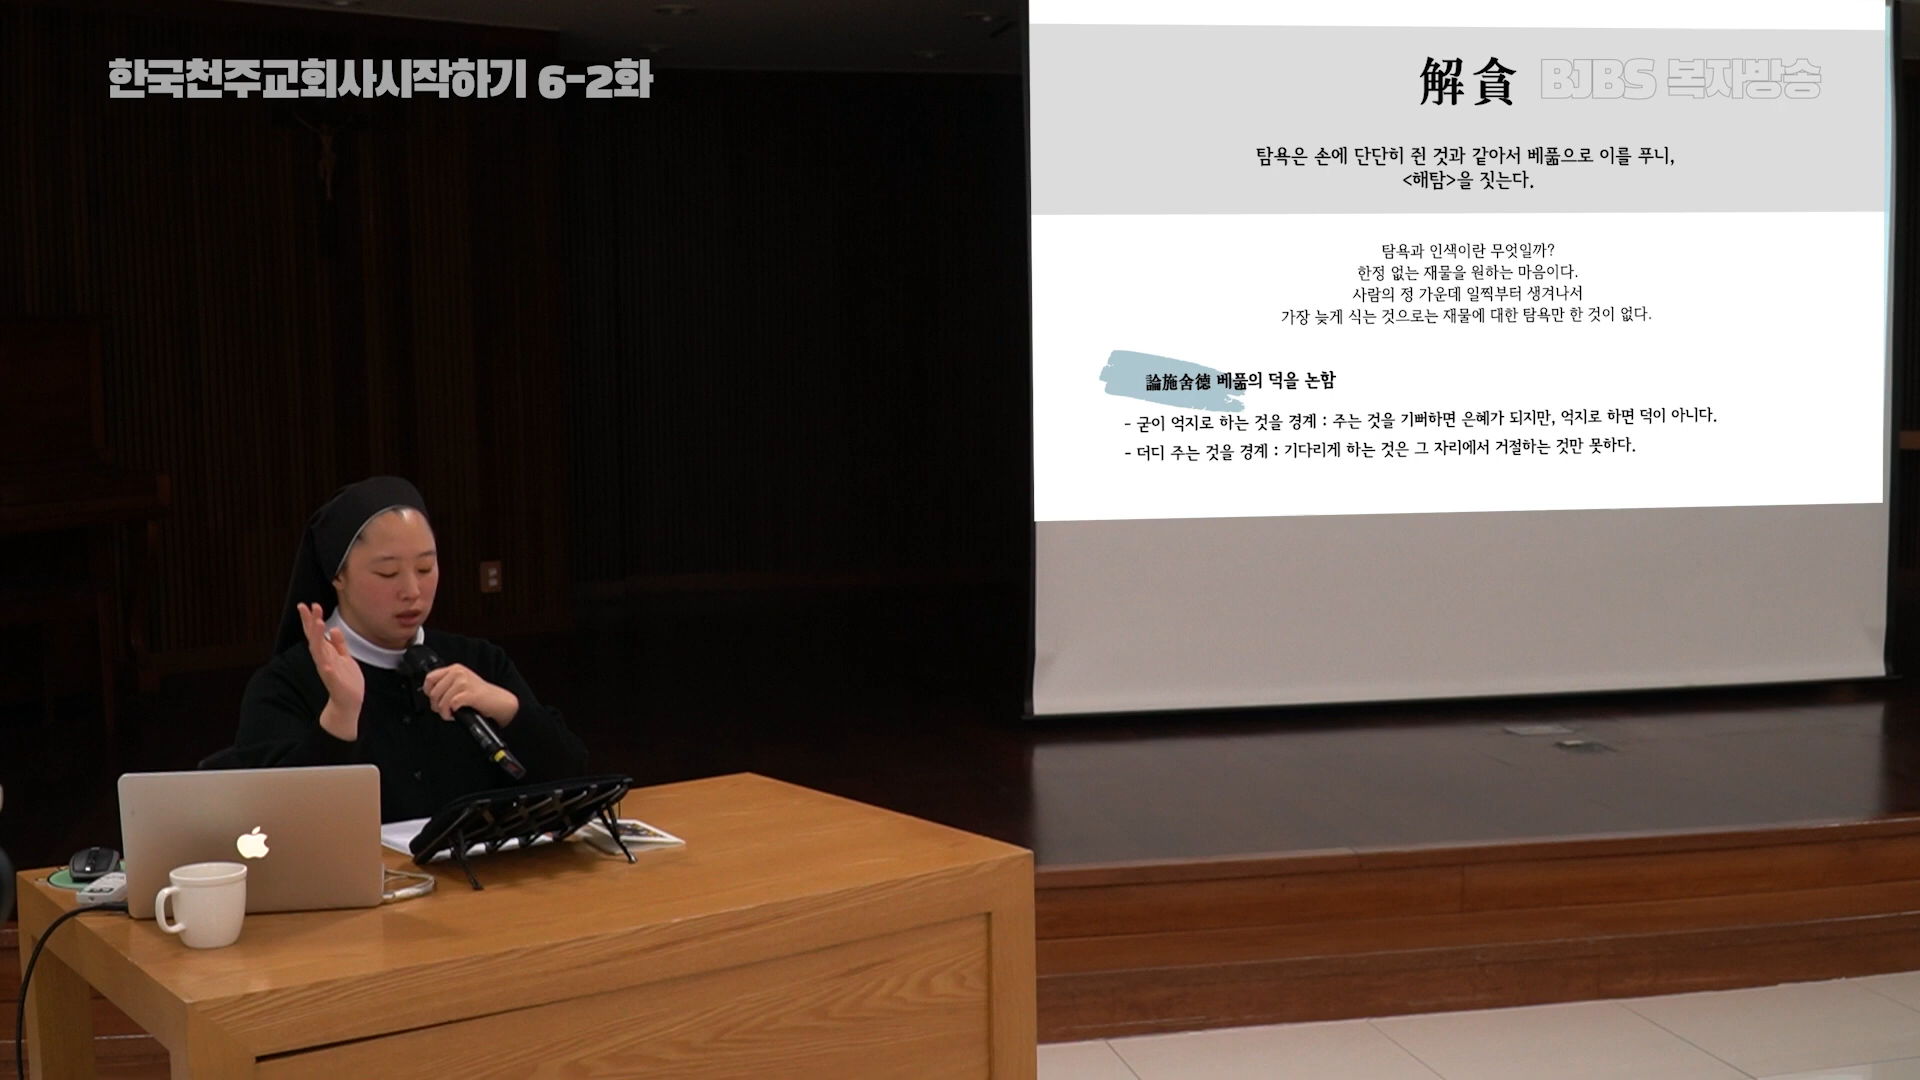 한국천주교회사시작하기 6-2화
解貪
BJBS 복자방송
탐욕은 손에 단단히 쥔 것과 같아서 베풂으로 이를 푸니,
<해탐>을 짓는다.
탐욕과 인색이란 무엇일까?
한정 없는 재물을 원하는 마음이다.
사람의 정 가운데 일찍부터 생겨나서
가장 늦게 식는 것으로는 재물에 대한 탐욕만 한 것이 없다.
論施舍徳 베풂의 덕을 논함
- 굳이 억지로 하는 것을 경계 : 주는 것을 기뻐하면 은혜가 되지만, 억지로 하면 덕이 아니다.
- 더디 주는 것을 경계 : 기다리게 하는 것은 그 자리에서 거절하는 것만 못하다.